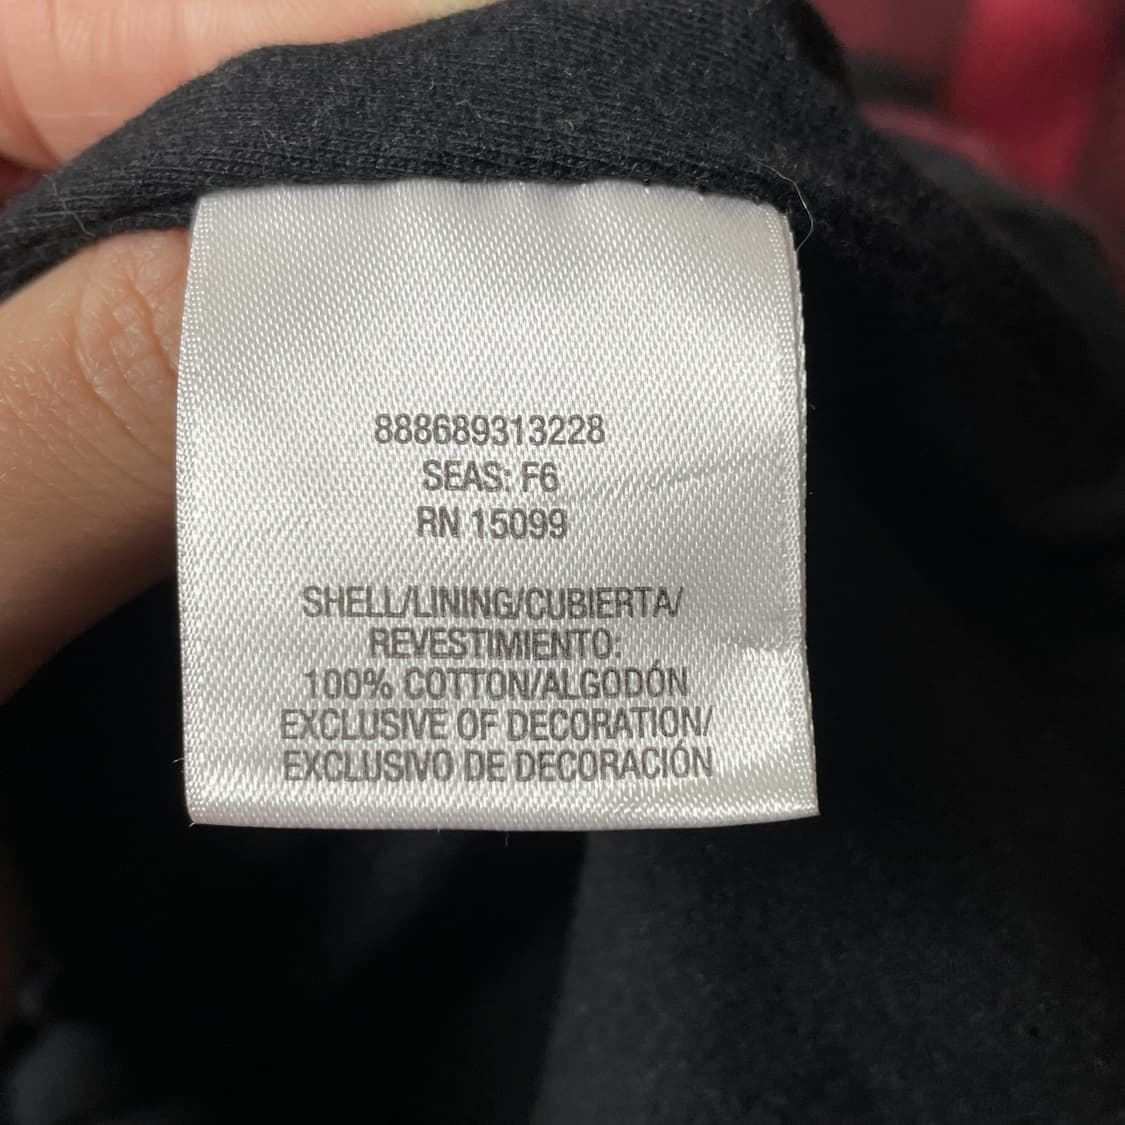 888689313228
SEAS: F6
RN 15099
SHELL/LINING/CUBIERTA/
REVESTIMIENTO:
100% COTTON/ALGODÓN
EXCLUSIVE OF DECORATION/
EXCLUSIVO DE DECORACIÓN